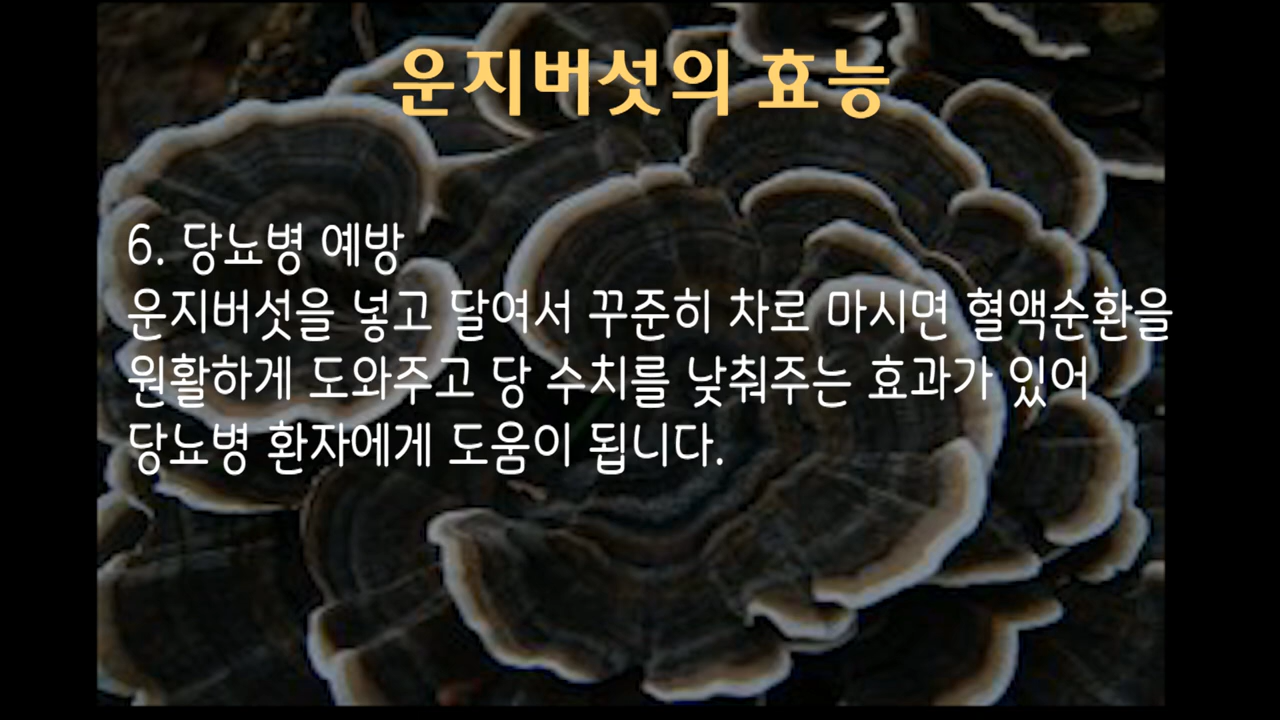 운지버섯의 효능
6. 당뇨병 예방
운지버섯을 넣고 달여서 꾸준히 차로 마시면 혈액순환을
원활하게 도와주고 당 수치를 낮춰주는 효과가 있어
당뇨병 환자에게 도움이 됩니다.